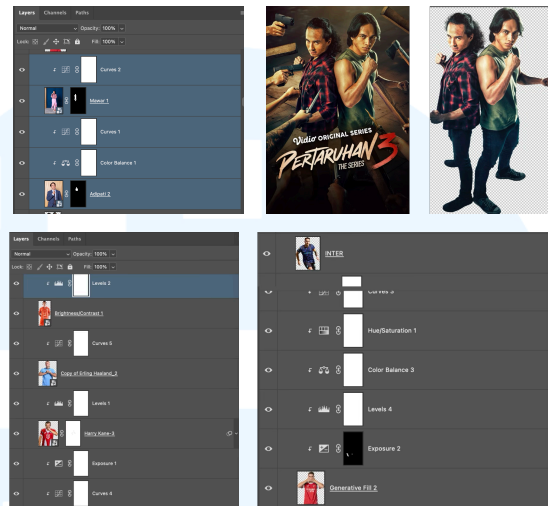 Layers Channels Paths
Normal Opacity: 100%
Lock: Fill: 100%
Curves 2
Mawar 1
Curves 1
Color Balance 1
Adipati 2
Vidio ORIGINAL SERIES
PERTARUHAN 3
THE SERIES
Layers Channels Paths
Normal Opacity: 100%
Lock: Fill: 100%
Levels 2
Brightness/Contrast 1
Curves 5
Copy of Erling Haaland_2
Levels 1
Harry Kane-3
Exposure 1
Curves 4
INTER
Curves 3
Hue/Saturation 1
Color Balance 3
Levels 4
Exposure 2
Generative Fill 2